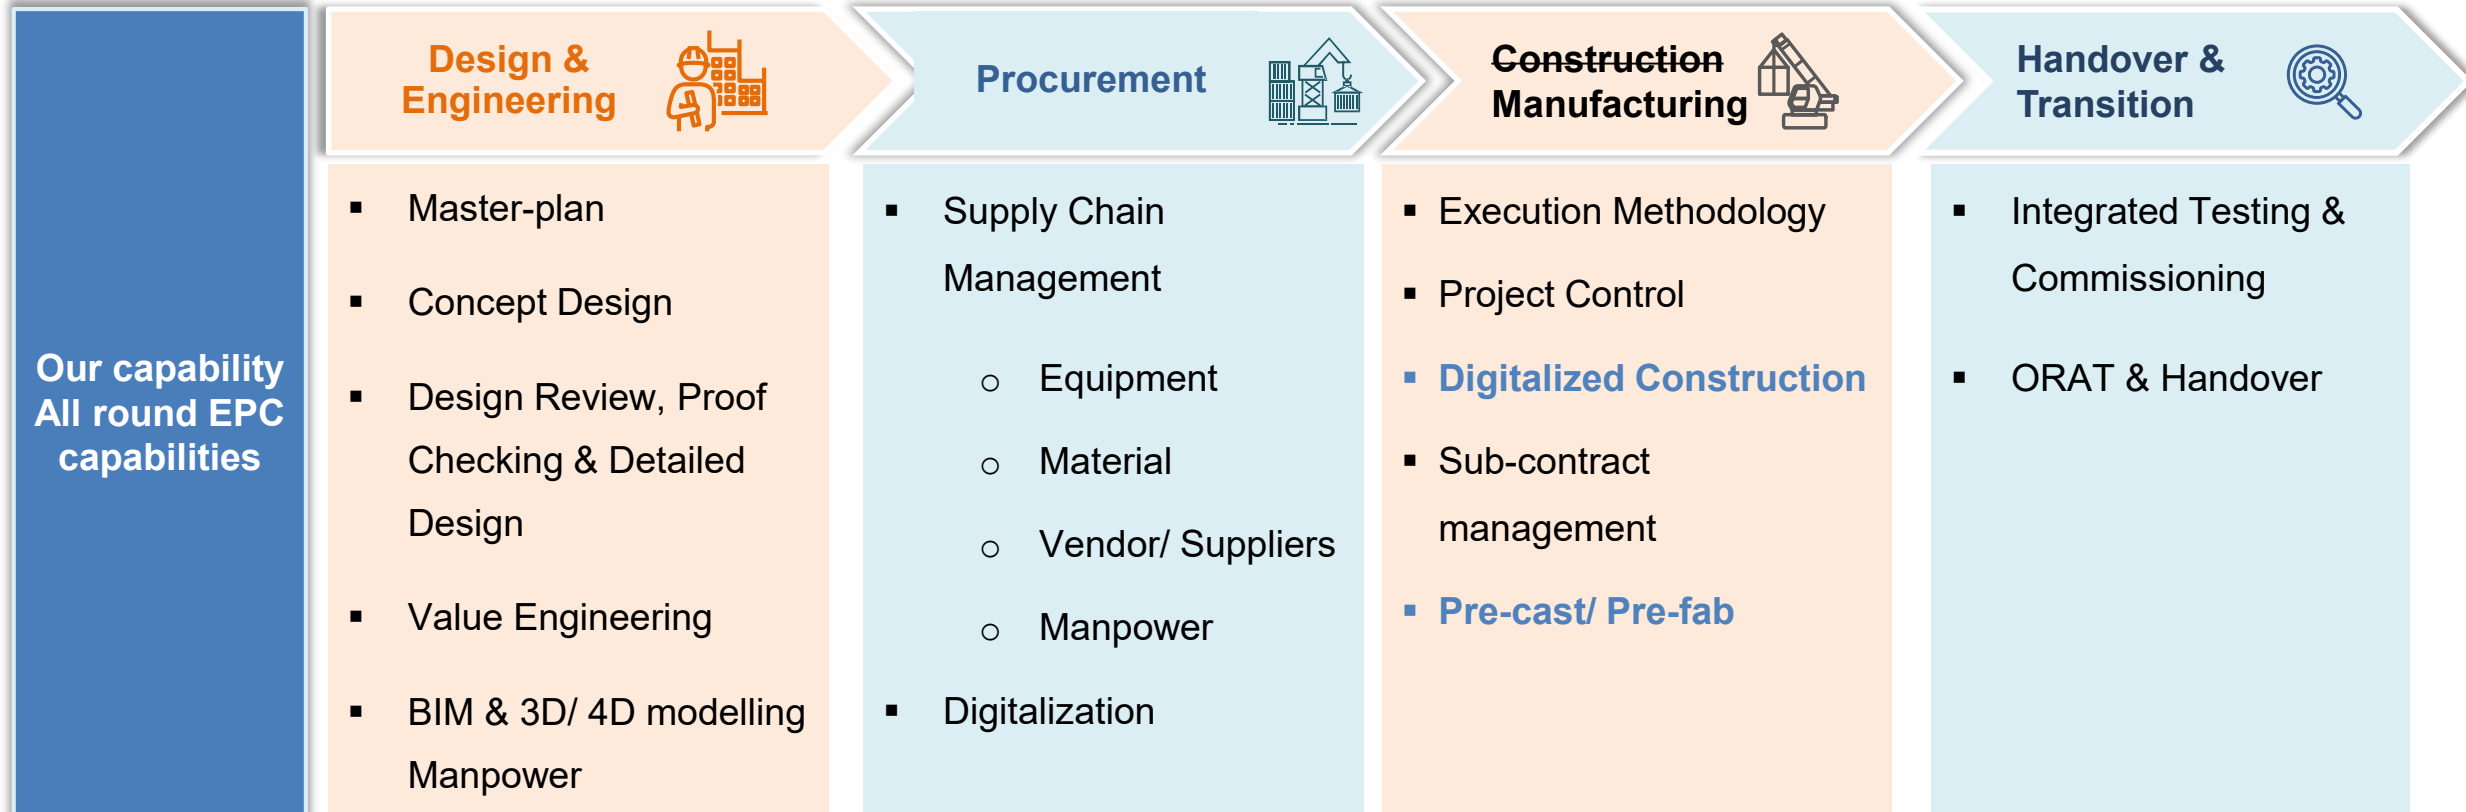 Our capability
All round EPC
capabilities
Design &
Engineering
Master-plan
Concept Design
Design Review, Proof
Checking & Detailed
Design
Value Engineering
BIM & 3D/ 4D modelling
Manpower
Procurement
Supply Chain
Management
Equipment
Material
Vendor/ Suppliers
Manpower
Digitalization
Construction
Manufacturing
Execution Methodology
Project Control
Digitalized Construction
Sub-contract
management
Pre-cast/ Pre-fab
Handover &
Transition
Integrated Testing &
Commissioning
ORAT & Handover